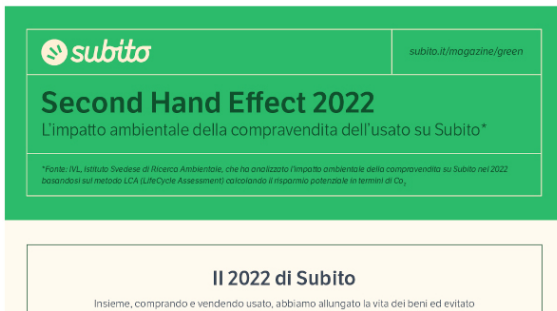 subito
subito.it/magazine/green
Second Hand Effect 2022
L'impatto ambientale della compravendita dell'usato su Subito*
*Fonte: IVL, Istituto Svedese di Ricerca Ambientale, che ha analizzato l'impatto ambientale della compravendita su Subito nel 2022
basandosi sul metodo LCA (LifeCycle Assessment) calcolando il risparmio potenziale in termini di Co₂
Il 2022 di Subito
Insieme, comprando e vendendo usato, abbiamo allungato la vita dei beni ed evitato